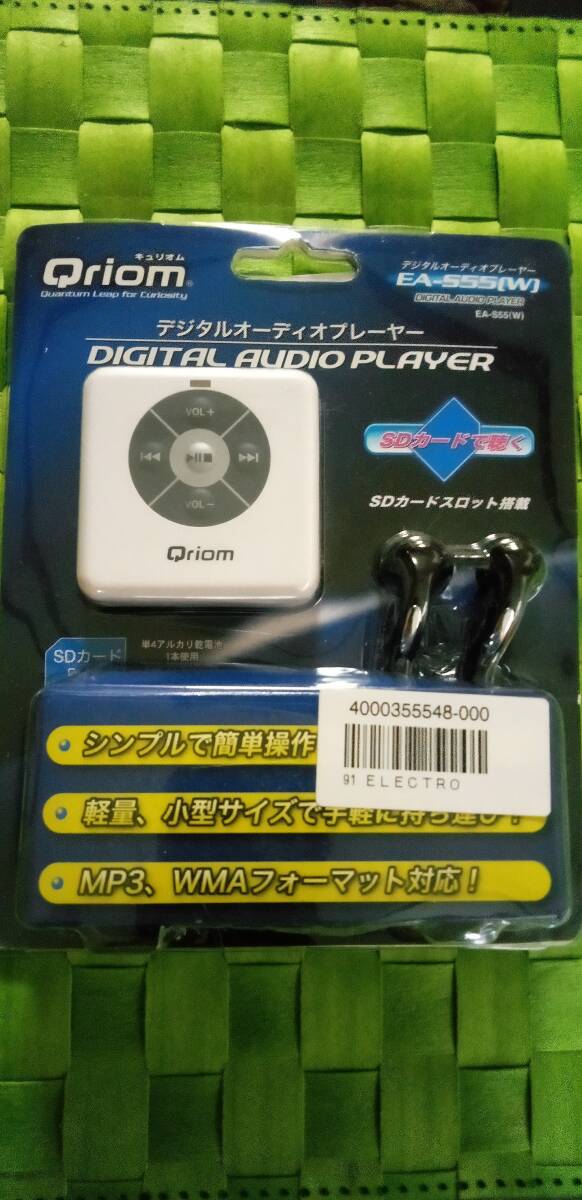 キュリオム
Qriom®
Quantum Leap for Curiosity
デジタルオーディオプレーヤー
EA-S55(W)
DIGITAL AUDIO PLAYER
EA-S55(W)
デジタルオーディオプレーヤー
DIGITAL AUDIO PLAYER
VOL+
VOL-
Qriom
SDカードで聴く
SDカードスロット搭載
SDカード
単4アルカリ乾電池
1本使用
4000355548-000
91 ELECTRO
シンプルで簡単操作
軽量、小型サイズで手軽に持ち運び！
MP3、WMAフォーマット対応！